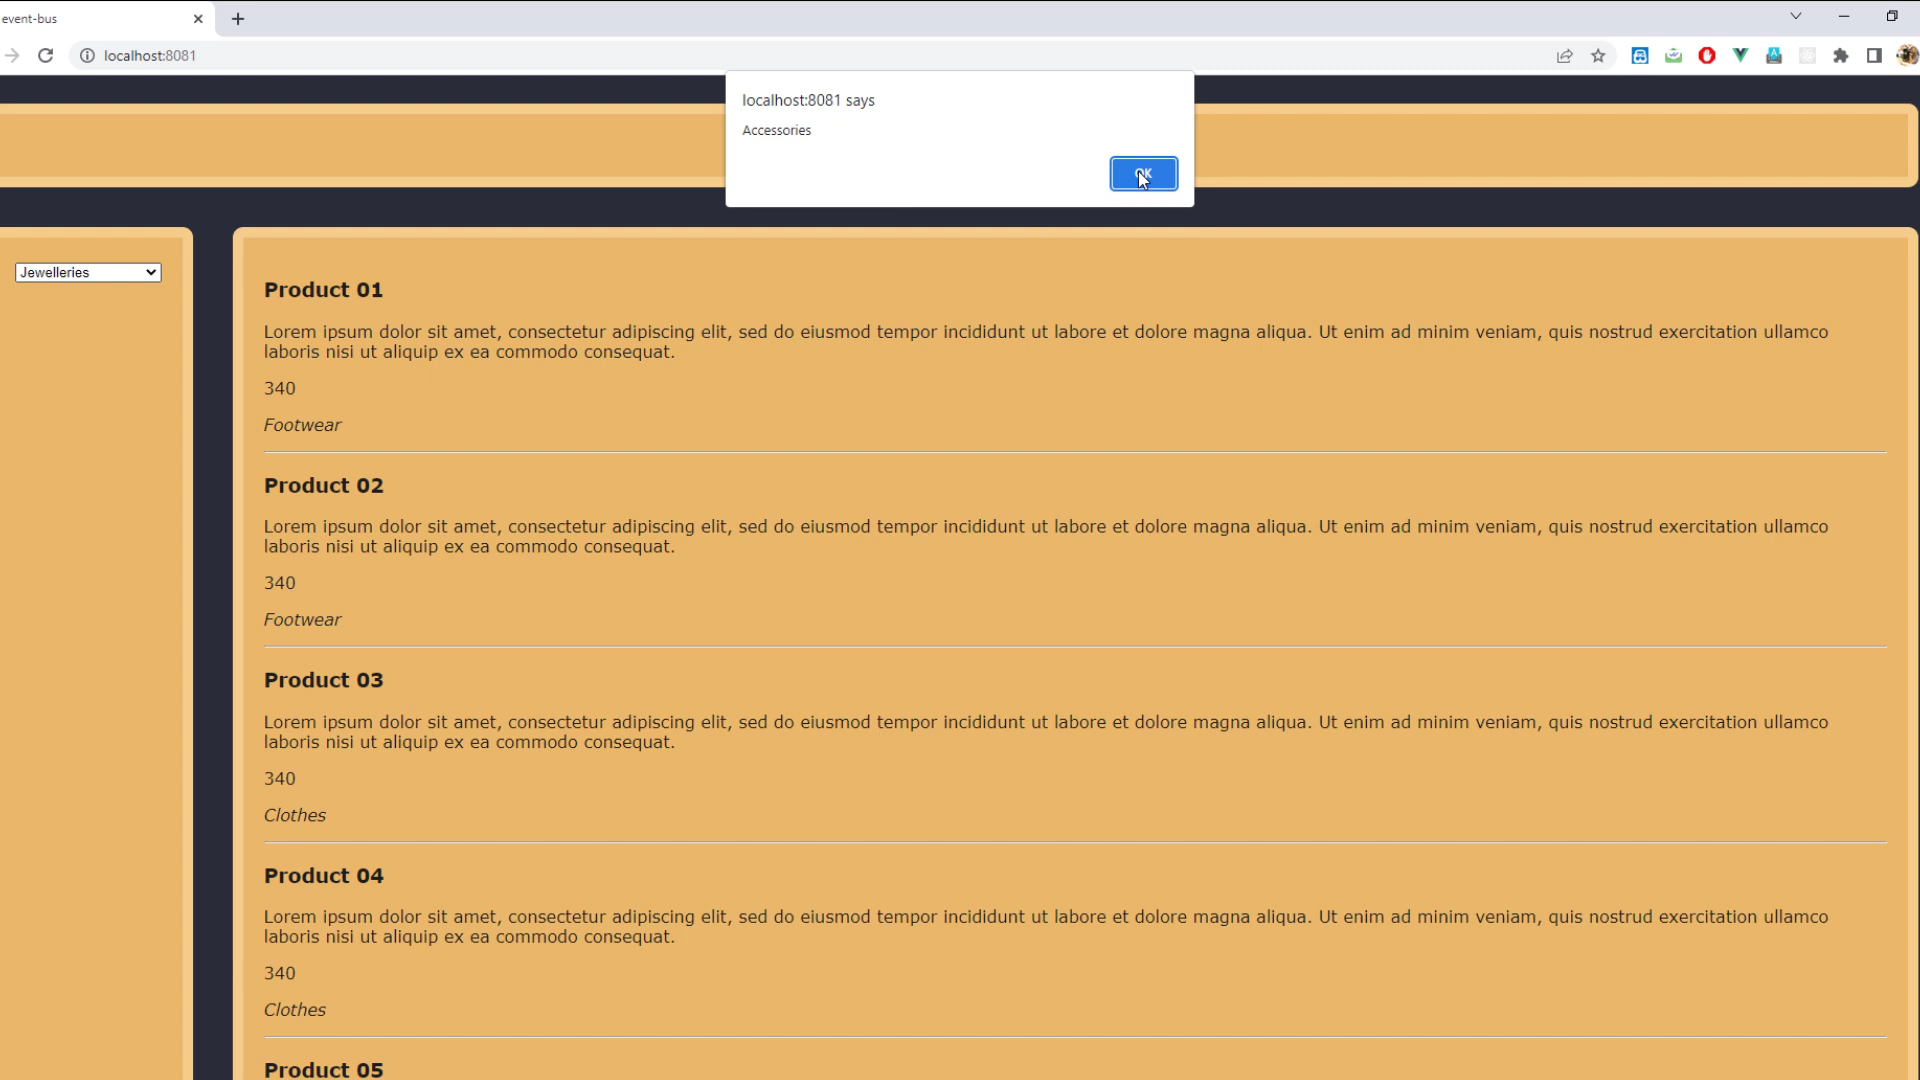 event-bus
localhost:8081
localhost:8081 says
Accessories
OK
Jewelleries
Product 01
Lorem ipsum dolor sit amet, consectetur adipiscing elit, sed do eiusmod tempor incididunt ut labore et dolore magna aliqua. Ut enim ad minim veniam, quis nostrud exercitation ullamco
laboris nisi ut aliquip ex ea commodo consequat.
340
Footwear
Product 02
Lorem ipsum dolor sit amet, consectetur adipiscing elit, sed do eiusmod tempor incididunt ut labore et dolore magna aliqua. Ut enim ad minim veniam, quis nostrud exercitation ullamco
laboris nisi ut aliquip ex ea commodo consequat.
340
Footwear
Product 03
Lorem ipsum dolor sit amet, consectetur adipiscing elit, sed do eiusmod tempor incididunt ut labore et dolore magna aliqua. Ut enim ad minim veniam, quis nostrud exercitation ullamco
laboris nisi ut aliquip ex ea commodo consequat.
340
Clothes
Product 04
Lorem ipsum dolor sit amet, consectetur adipiscing elit, sed do eiusmod tempor incididunt ut labore et dolore magna aliqua. Ut enim ad minim veniam, quis nostrud exercitation ullamco
laboris nisi ut aliquip ex ea commodo consequat.
340
Clothes
Product 05